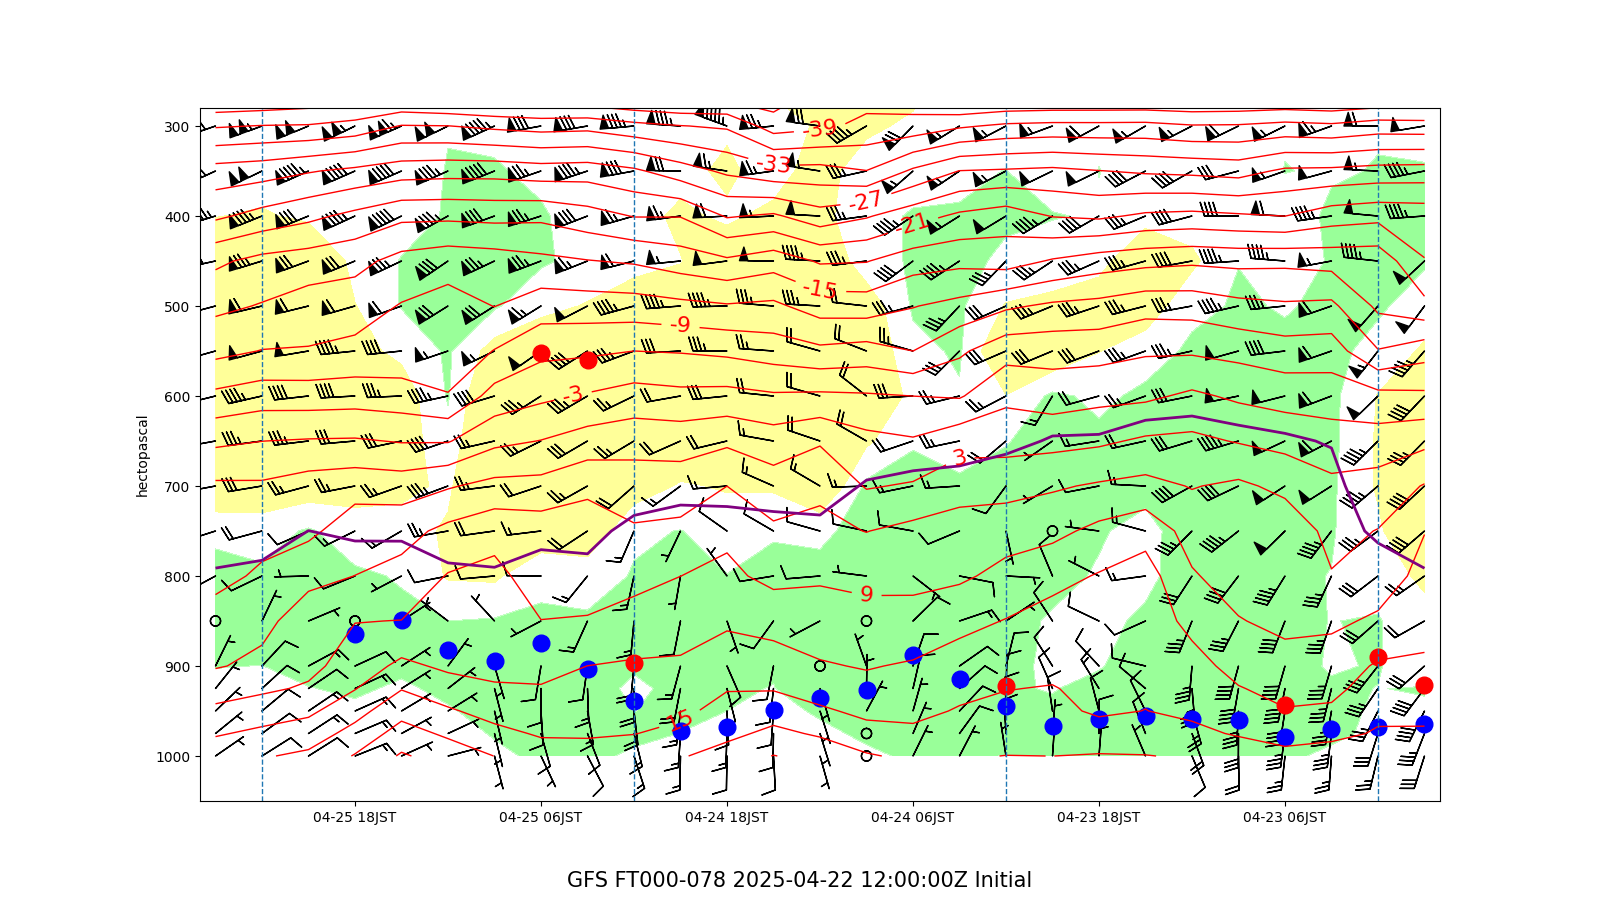 300
400
500
600
700
800
900
1000
hectopascal
-39
-33
-27
-21
-15
-9
-3
3
9
15
04-25 18JST
04-25 06JST
04-24 18JST
04-24 06JST
04-23 18JST
04-23 06JST
GFS FT000-078 2025-04-22 12:00:00Z Initial